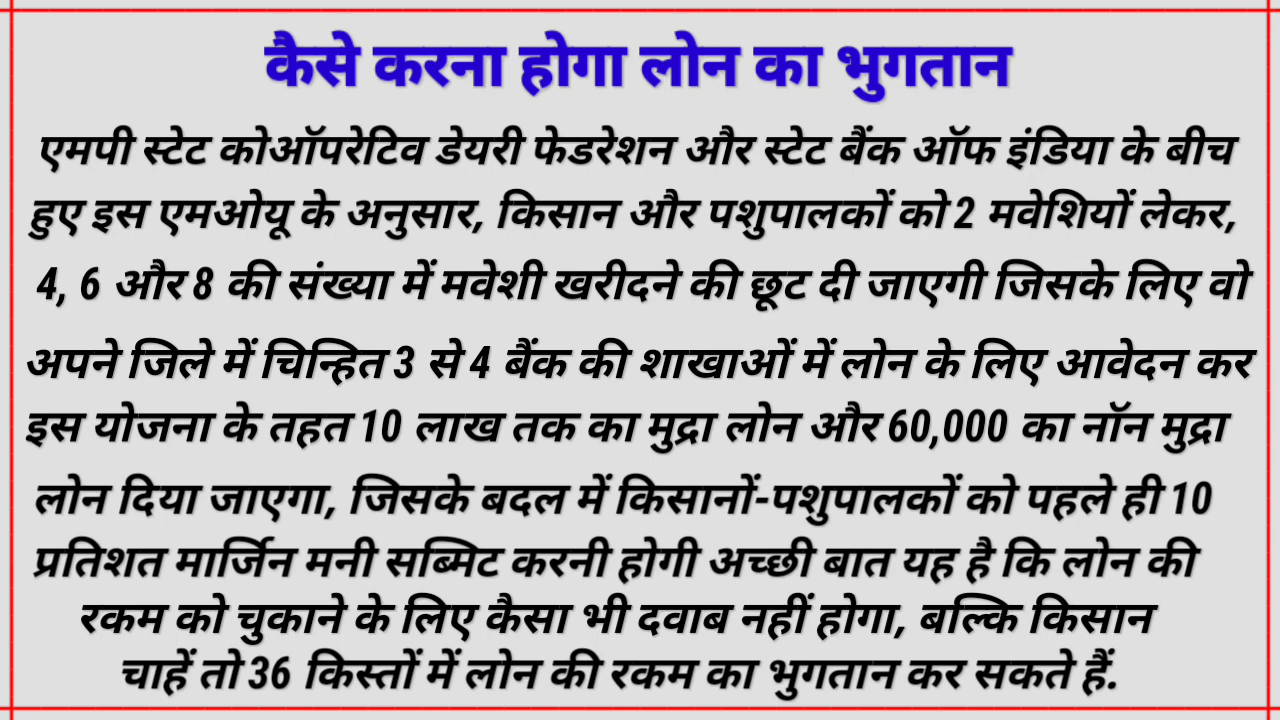 कैसे करना होगा लोन का भुगतान
एमपी स्टेट कोऑपरेटिव डेयरी फेडरेशन और स्टेट बैंक ऑफ इंडिया के बीच
हुए इस एमओयू के अनुसार, किसान और पशुपालकों को 2 मवेशियों लेकर,
4, 6 और 8 की संख्या में मवेशी खरीदने की छूट दी जाएगी जिसके लिए वो
अपने जिले में चिन्हित 3 से 4 बैंक की शाखाओं में लोन के लिए आवेदन कर
इस योजना के तहत 10 लाख तक का मुद्रा लोन और 60,000 का नॉन मुद्रा
लोन दिया जाएगा, जिसके बदल में किसानों-पशुपालकों को पहले ही 10
प्रतिशत मार्जिन मनी सब्मिट करनी होगी अच्छी बात यह है कि लोन की
रकम को चुकाने के लिए कैसा भी दवाब नहीं होगा, बल्कि किसान
चाहें तो 36 किस्तों में लोन की रकम का भुगतान कर सकते हैं.